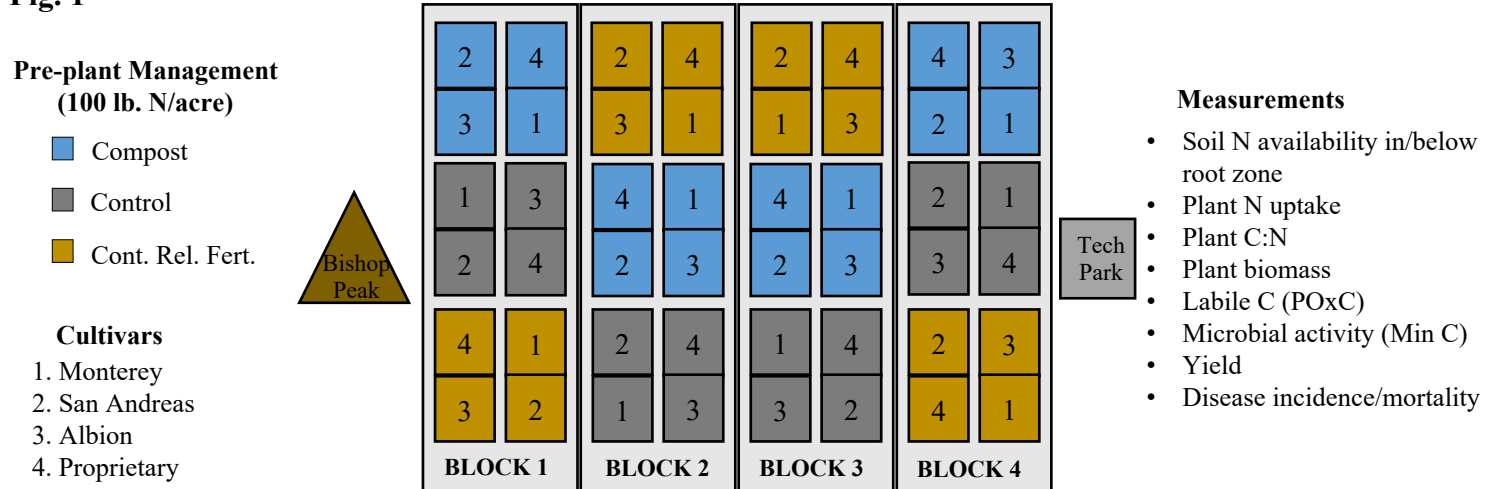 Fig. 1
Pre-plant Management
(100 lb. N/acre)
Compost
Control
Cont. Rel. Fert.
Cultivars
1. Monterey
2. San Andreas
3. Albion
4. Proprietary
Bishop
Peak
2 4 2 4 2 4 4 3
3 1 3 1 1 3 2 1
1 3 4 1 4 1 2 1
2 4 2 3 2 3 3 4
4 1 2 4 1 4 2 3
3 2 1 3 3 2 4 1
BLOCK 1 BLOCK 2 BLOCK 3 BLOCK 4
Tech
Park
Measurements
• Soil N availability in/below
root zone
• Plant N uptake
• Plant C:N
• Plant biomass
• Labile C (POxC)
• Microbial activity (Min C)
• Yield
• Disease incidence/mortality